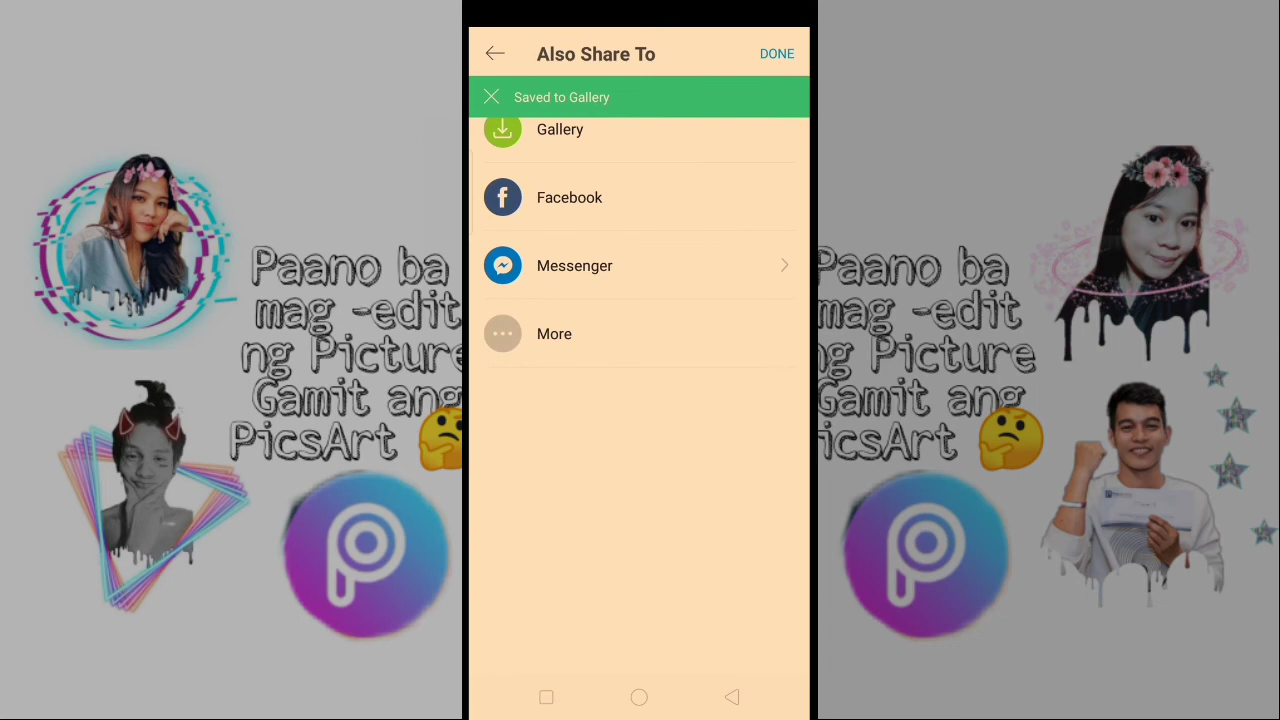 Also Share To
DONE
Saved to Gallery
Gallery
Facebook
Messenger
More
Paano ba
mag -edit
ng Picture
Gamit ang
PicsArt
Paano ba
mag -edit
ng Picture
Gamit ang
PicsArt